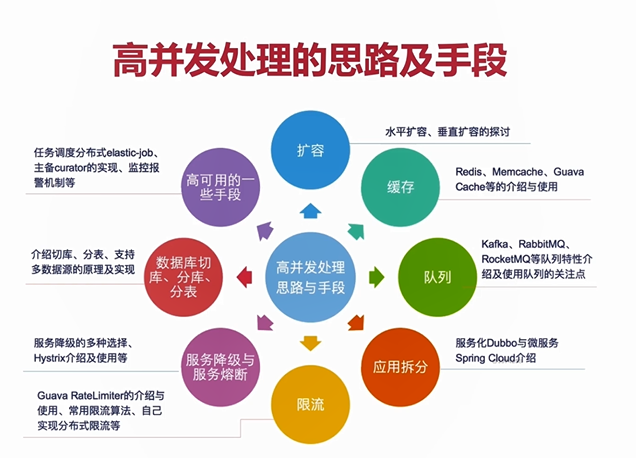 高并发处理的思路及手段
扩容
水平扩容、垂直扩容的探讨
缓存
Redis、Memcache、Guava
Cache等的介绍与使用
队列
Kafka、RabbitMQ、
RocketMQ等队列特性介
绍及使用队列的关注点
应用拆分
服务化Dubbo与微服务
Spring Cloud介绍
限流
Guava RateLimiter的介绍与
使用、常用限流算法、自己
实现分布式限流等
服务降级与
服务熔断
服务降级的多种选择、
Hystrix介绍及使用等
数据库切
库、分库、
分表
介绍切库、分表、支持
多数据源的原理及实现
高可用的一
些手段
任务调度分布式elastic-job、
主备curator的实现、监控报
警机制等
高并发处理
思路与手段